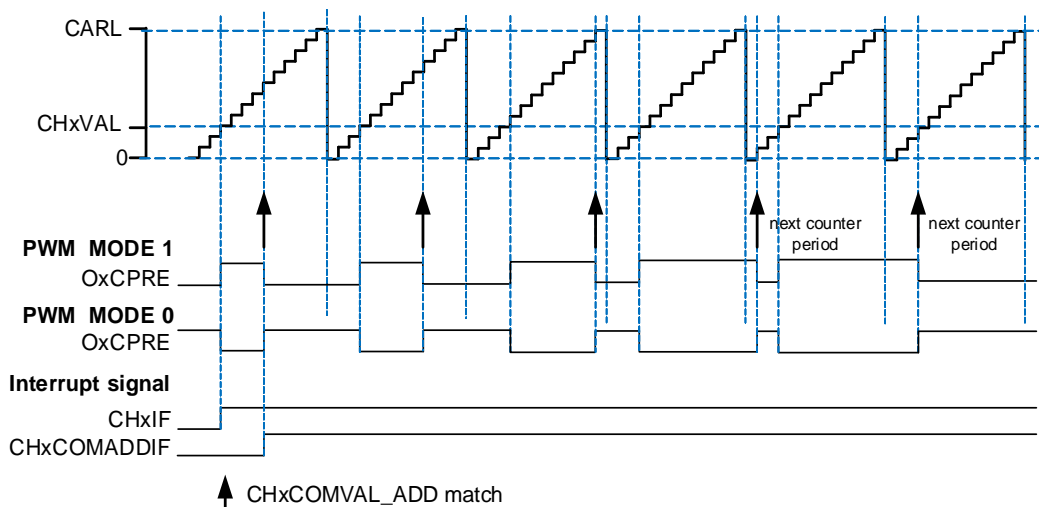 CARL
CHxVAL
0
next counter
period
next counter
period
PWM MODE 1
OxCPRE
PWM MODE 0
OxCPRE
Interrupt signal
CHxIF
CHxCOMADDIF
CHxCOMVAL_ADD match